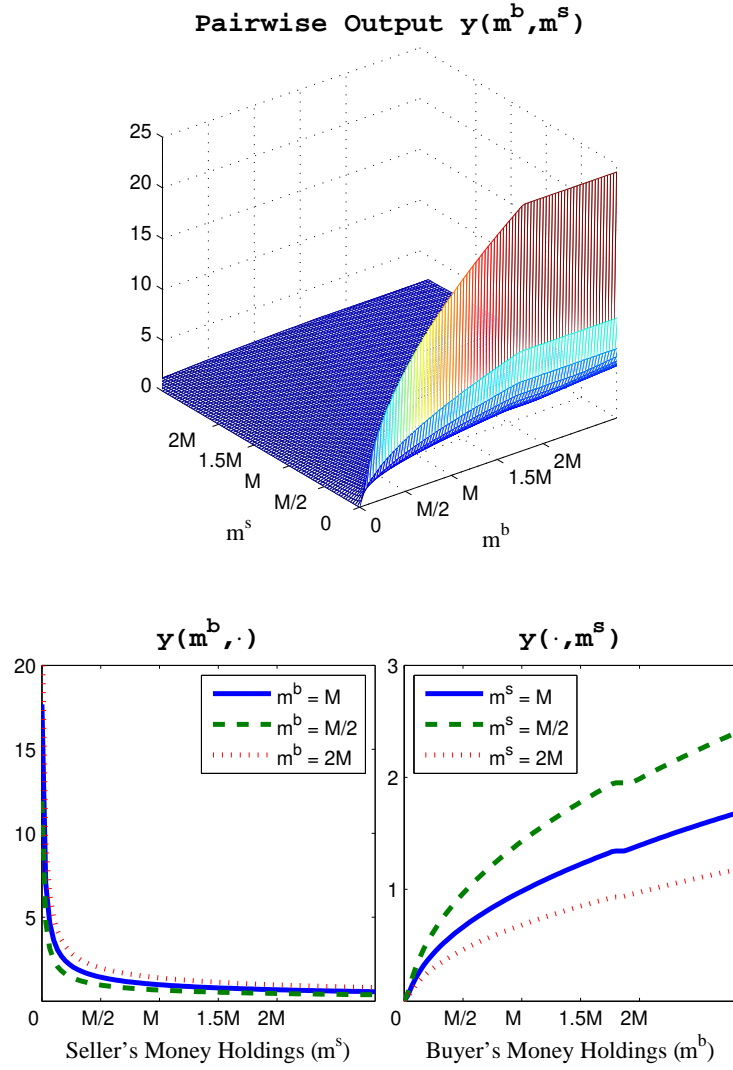 Pairwise Output y(m^b,m^s)
25
20
15
10
5
0
2M
1.5M
M
M/2
0
m^s
0
M/2
M
1.5M
2M
m^b
y(m^b,·)
20
15
10
5
0
M/2
M
1.5M
2M
m^b = M
m^b = M/2
m^b = 2M
Seller's Money Holdings (m^s)
y(·,m^s)
3
2
1
0
M/2
M
1.5M
2M
m^s = M
m^s = M/2
m^s = 2M
Buyer's Money Holdings (m^b)